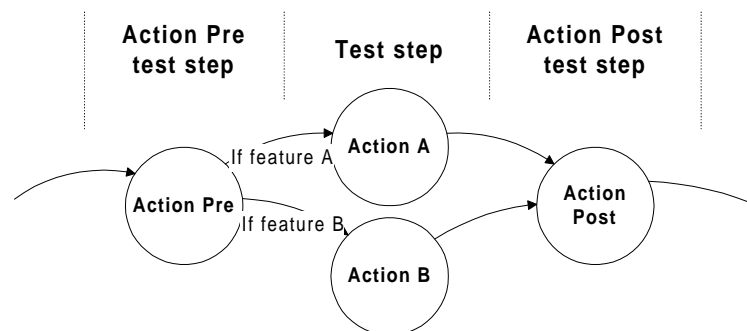 Action Pre
test step
Test step
Action Post
test step
If feature A
Action A
Action Pre
If feature B
Action B
Action
Post